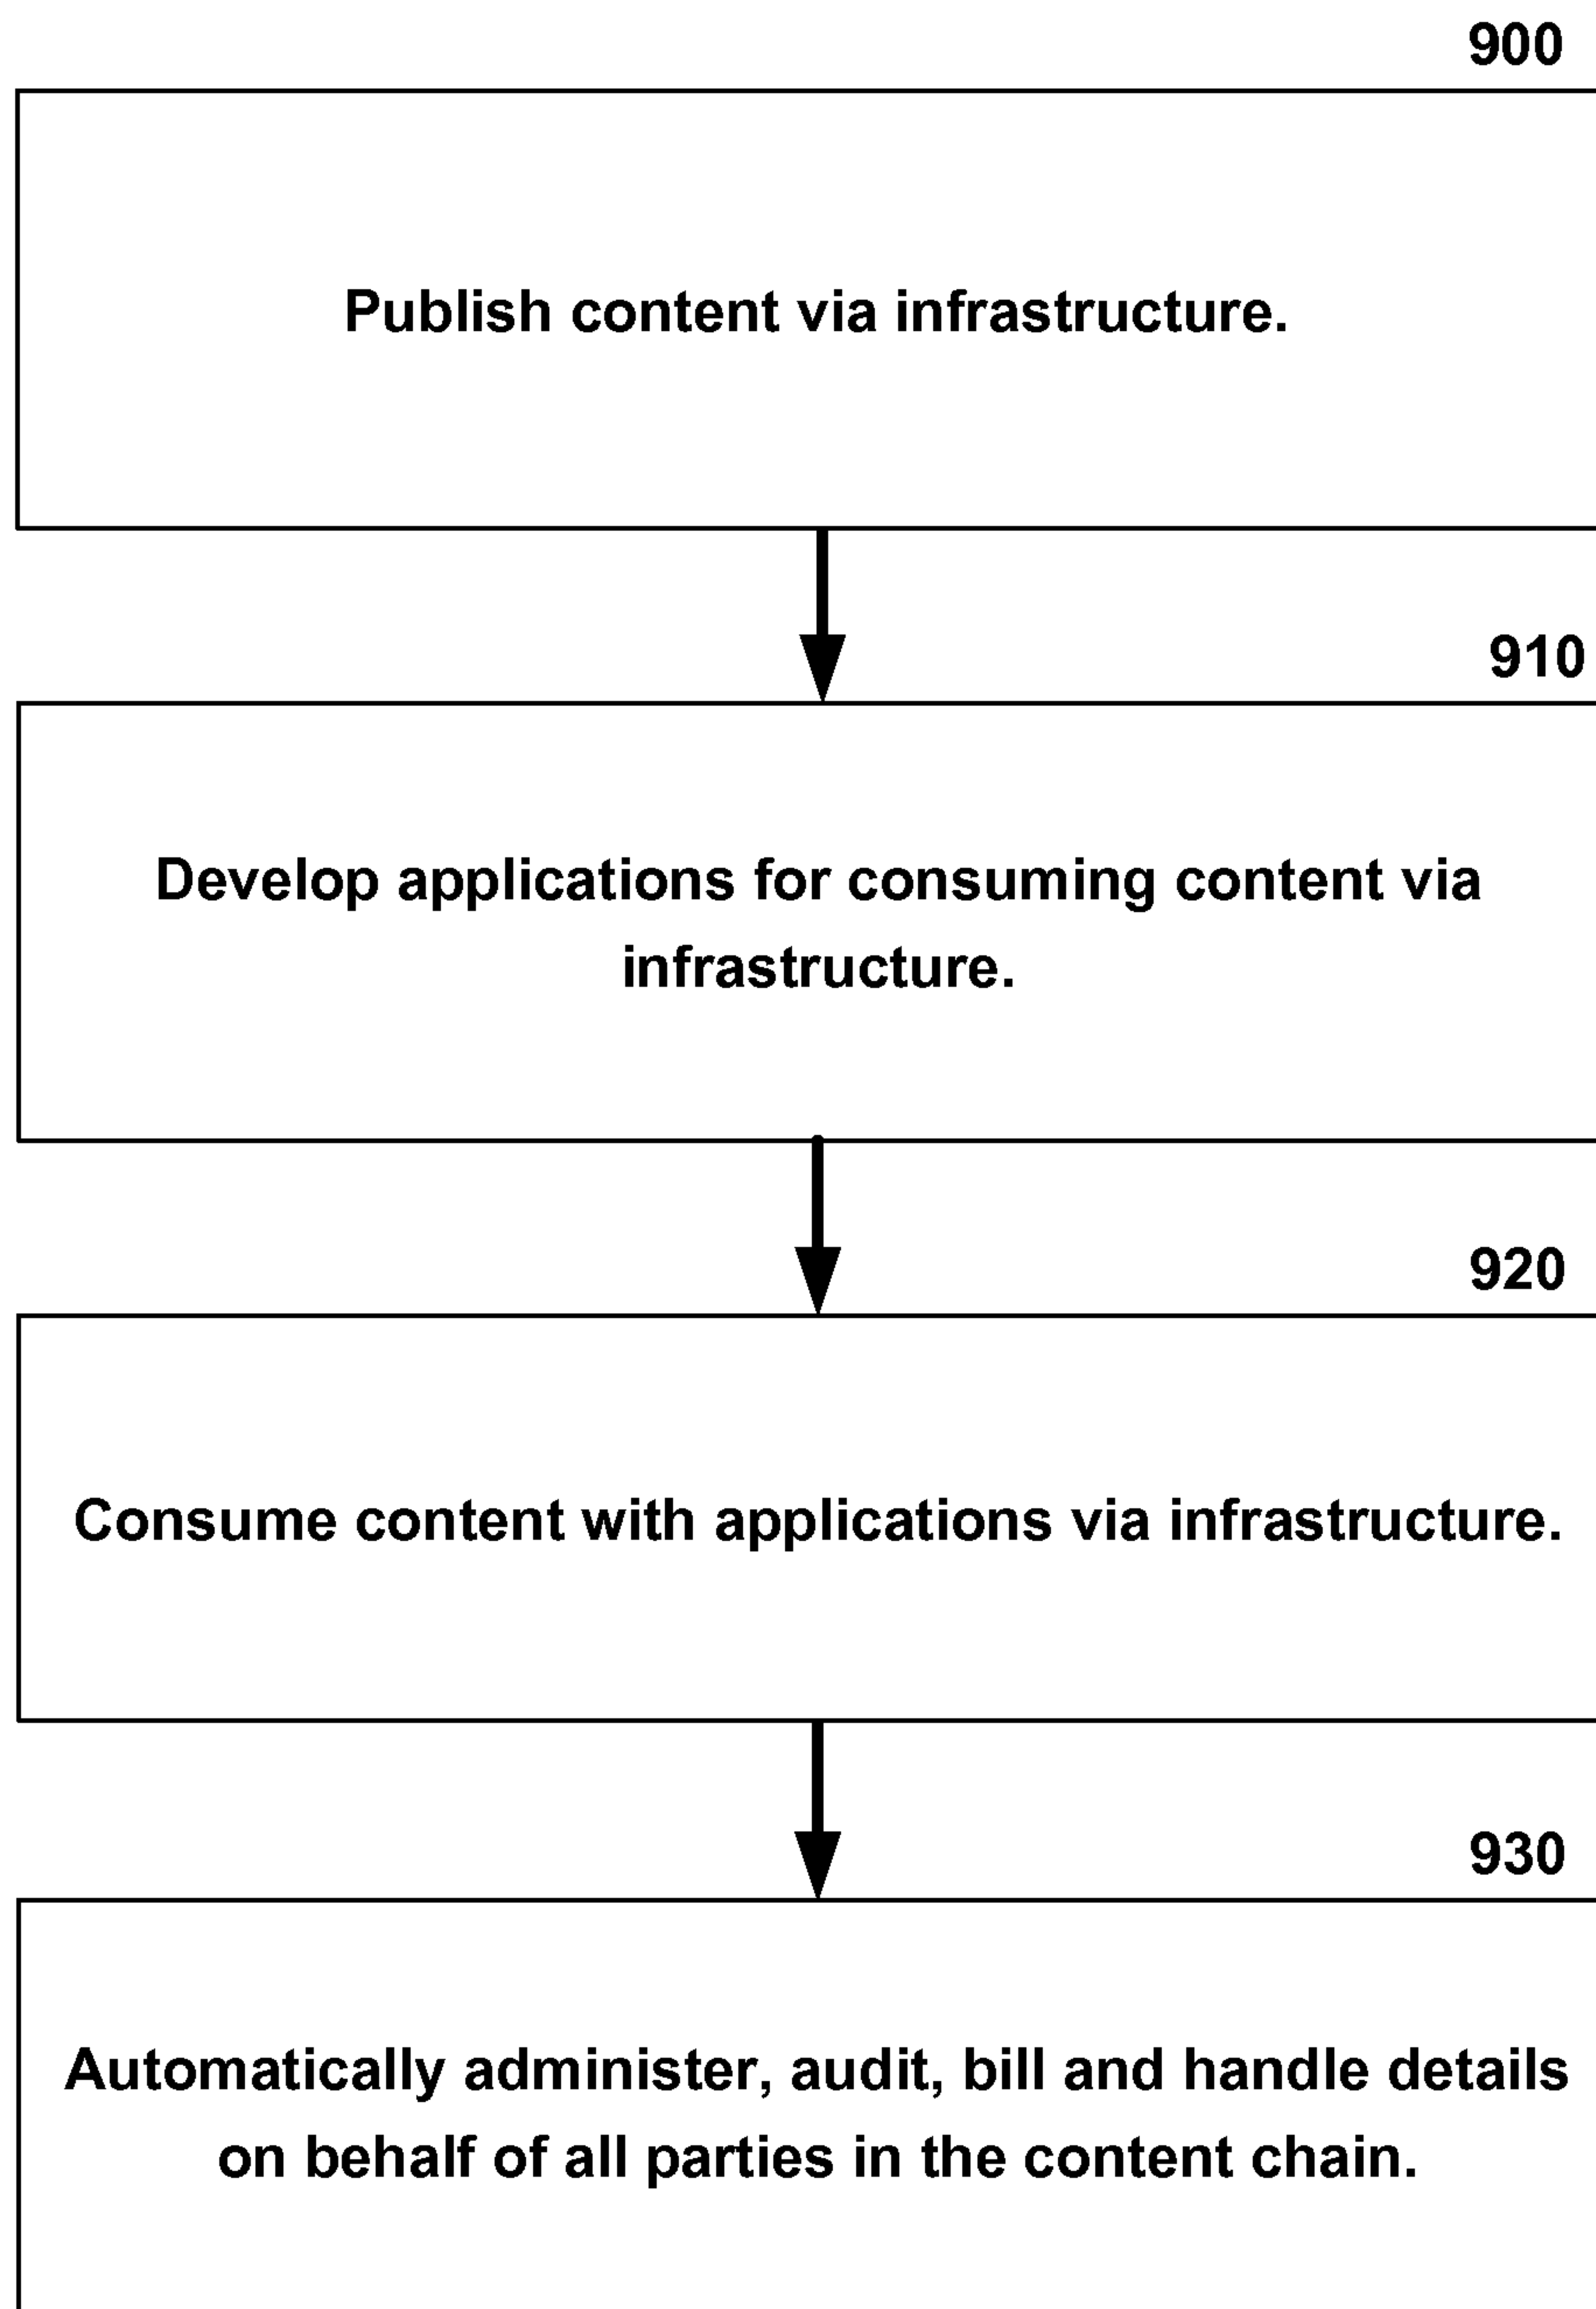 900
Publish content via infrastructure.
910
Develop applications for consuming content via
infrastructure.
920
Consume content with applications via infrastructure.
930
Automatically administer, audit, bill and handle details
on behalf of all parties in the content chain.